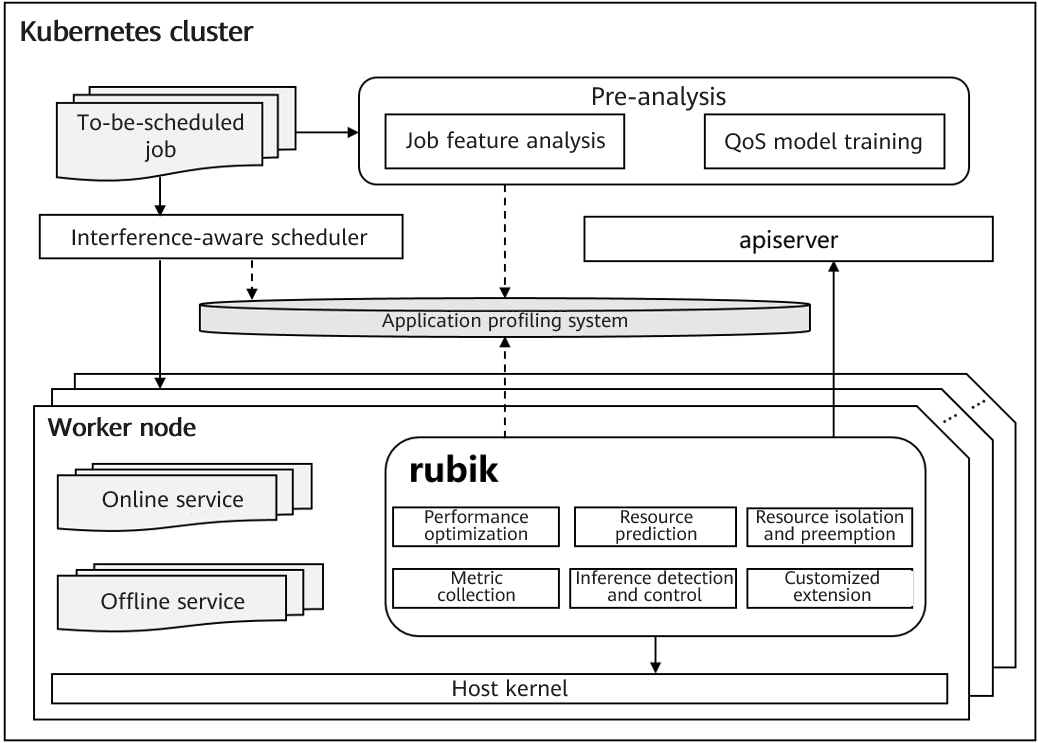 Kubernetes cluster
To-be-scheduled
job
Pre-analysis
Job feature analysis
QoS model training
Interference-aware scheduler
apiserver
Application profiling system
Worker node
Online service
Offline service
rubik
Performance
optimization
Resource
prediction
Resource isolation
and preemption
Metric
collection
Inference detection
and control
Customized
extension
Host kernel